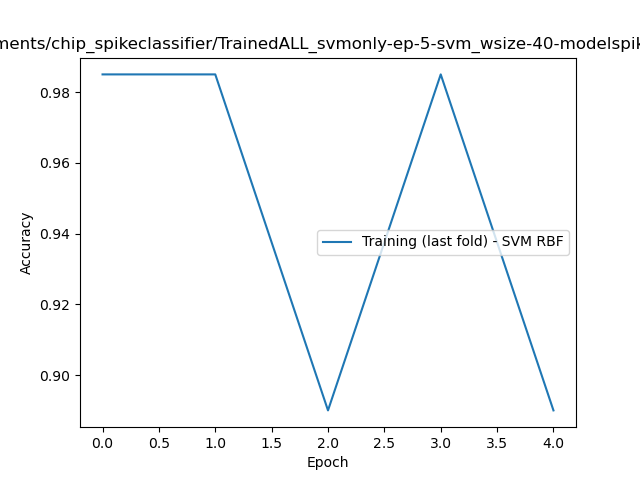 ments/chip_spikeclassifier/TrainedALL_svmonly-ep-5-svm_wsize-40-modelspik
0.98
0.96
0.94
0.92
0.90
Accuracy
Training (last fold) - SVM RBF
0.0 0.5 1.0 1.5 2.0 2.5 3.0 3.5 4.0
Epoch